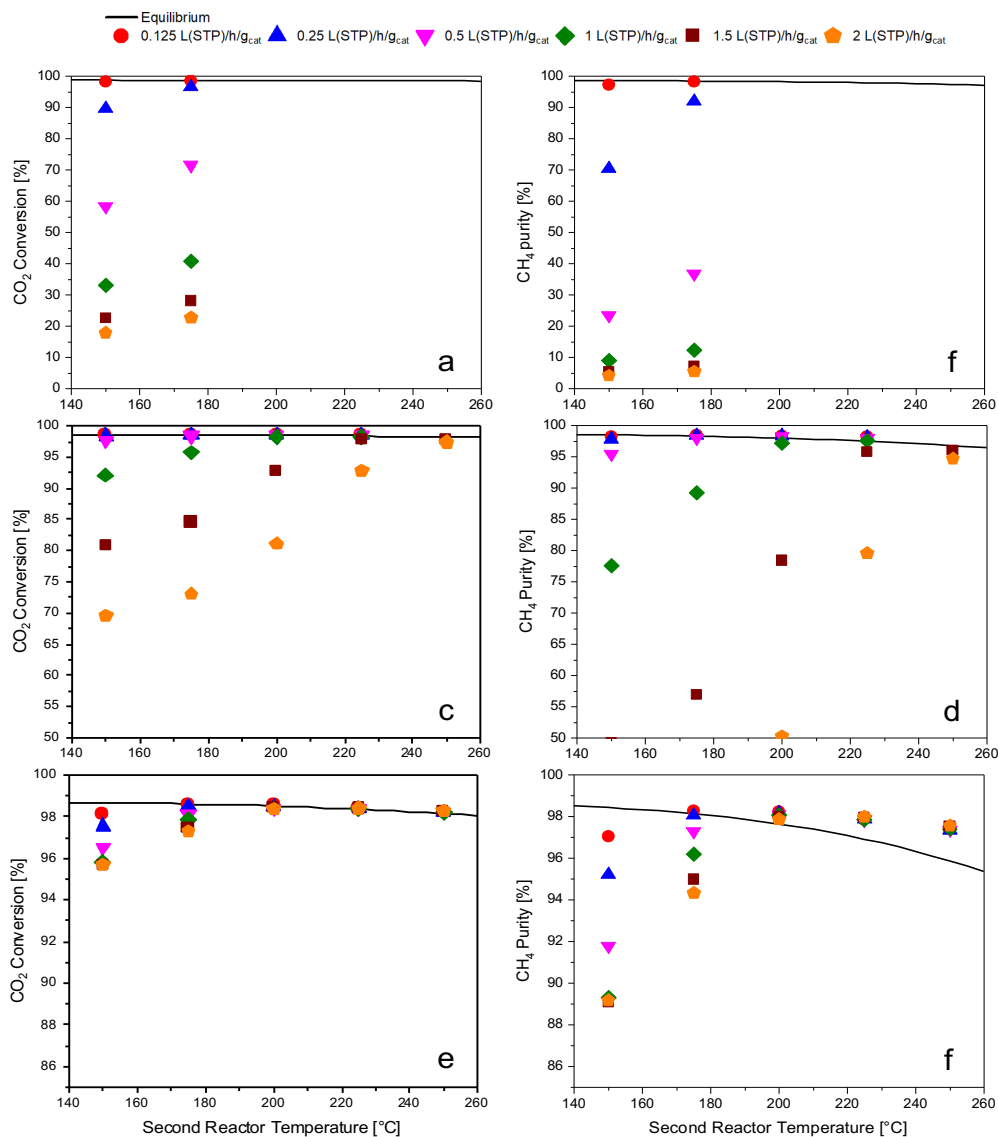 Equilibrium
0.125 L(STP)/h/gcat 0.25 L(STP)/h/gcat 0.5 L(STP)/h/gcat 1 L(STP)/h/gcat 1.5 L(STP)/h/gcat 2 L(STP)/h/gcat
100
90
80
70
60
50
40
30
20
10
0
CO2 Conversion [%]
a
140 160 180 200 220 240 260
100
90
80
70
60
50
40
30
20
10
0
CH4 purity [%]
f
140 160 180 200 220 240 260
100
95
90
85
80
75
70
65
60
55
50
CO2 Conversion [%]
c
140 160 180 200 220 240 260
100
95
90
85
80
75
70
65
60
55
50
CH4 Purity [%]
d
140 160 180 200 220 240 260
100
98
96
94
92
90
88
86
CO2 Conversion [%]
e
140 160 180 200 220 240 260
Second Reactor Temperature [°C]
100
98
96
94
92
90
88
86
CH4 Purity [%]
f
140 160 180 200 220 240 260
Second Reactor Temperature [°C]